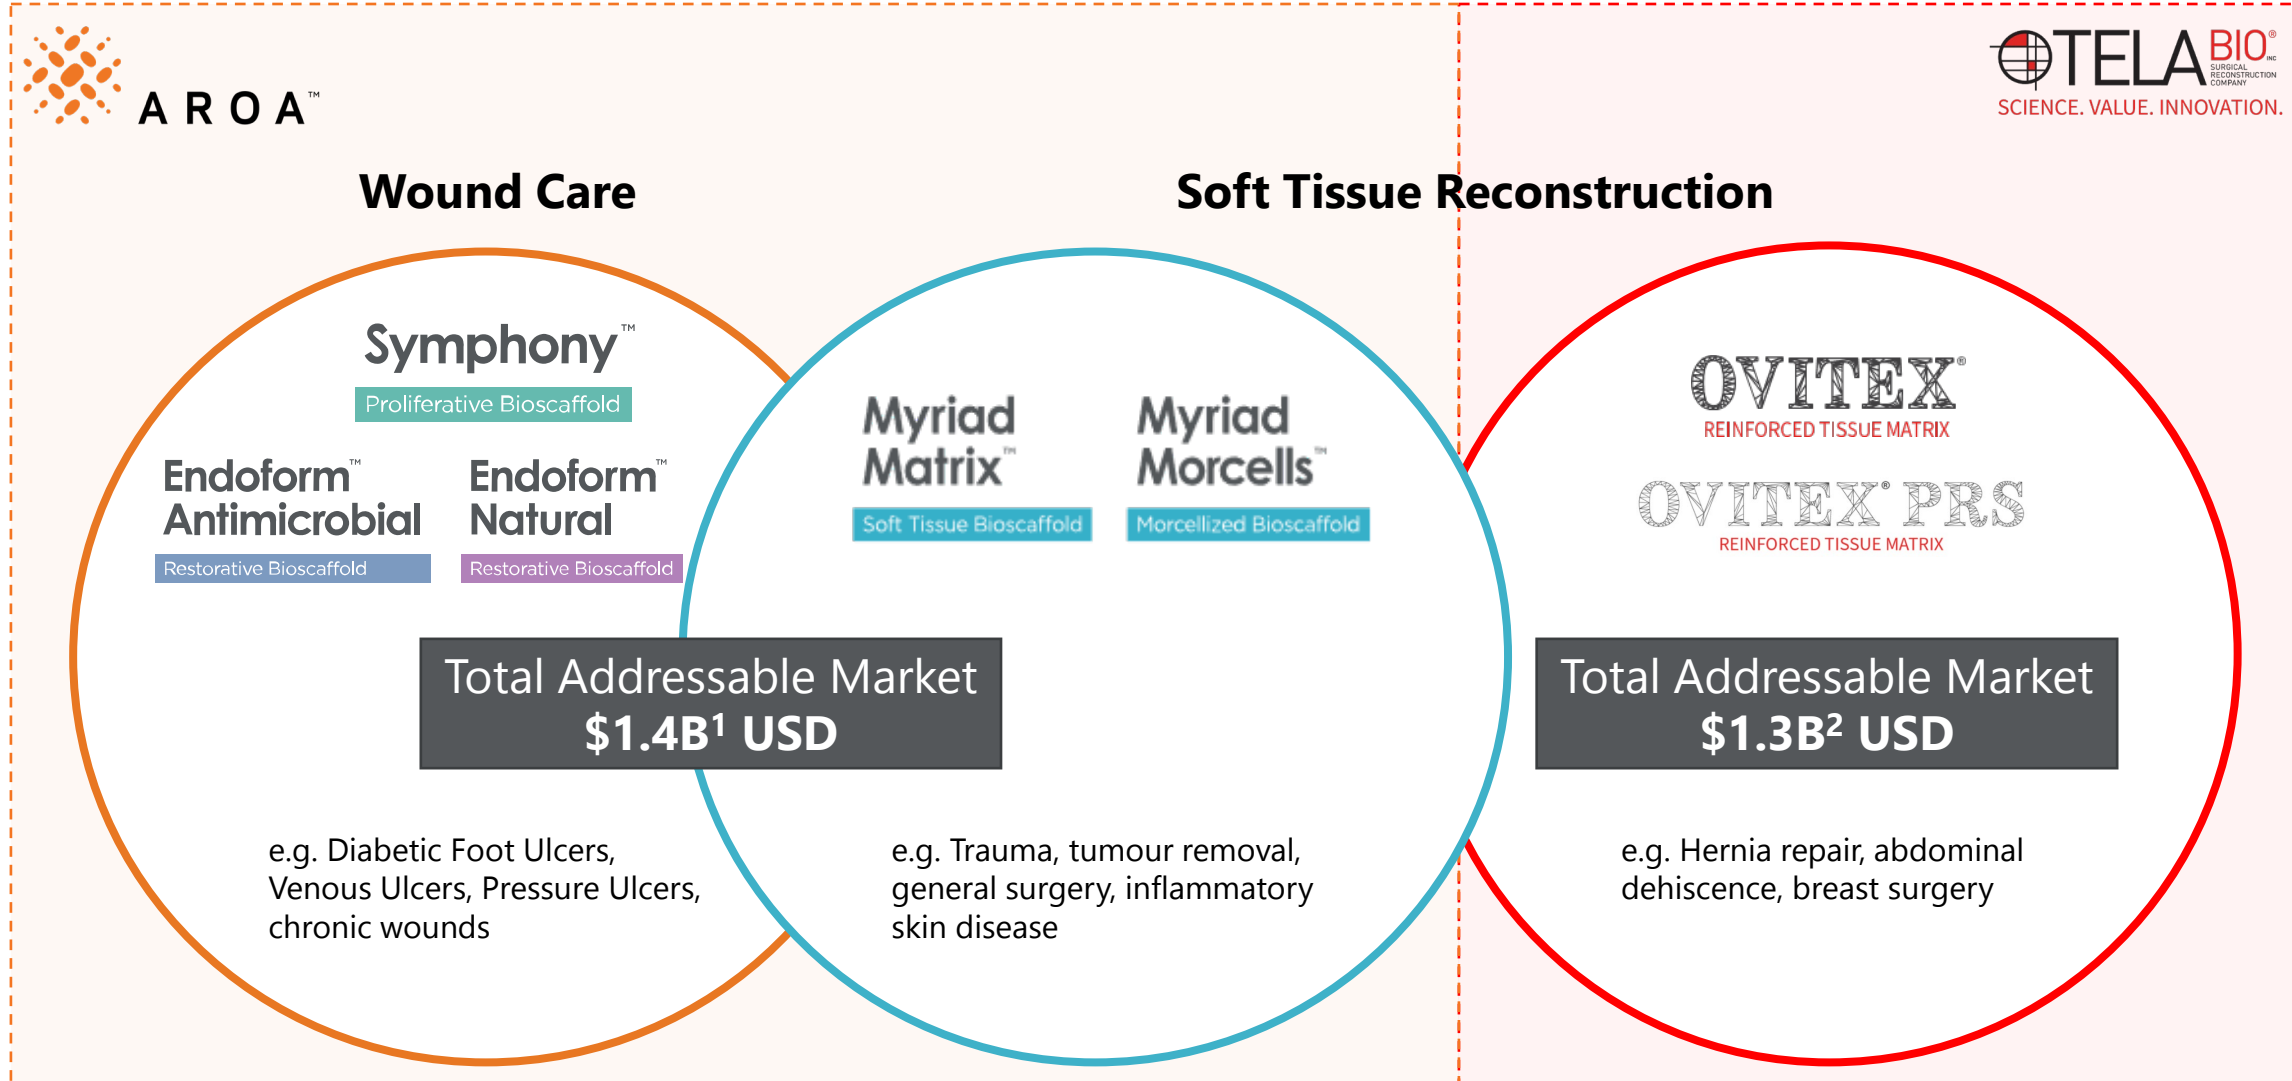 AROA™
TELA BIO® INC
SURGICAL
RECONSTRUCTION
COMPANY
SCIENCE. VALUE. INNOVATION.
Wound Care
Soft Tissue Reconstruction
Symphony™
Proliferative Bioscaffold
Endoform™
Antimicrobial
Restorative Bioscaffold
Endoform™
Natural
Restorative Bioscaffold
Myriad
Matrix™
Soft Tissue Bioscaffold
Myriad
Morcells™
Morcellized Bioscaffold
OVITEX®
REINFORCED TISSUE MATRIX
OVITEX® PRS
REINFORCED TISSUE MATRIX
Total Addressable Market
$1.4B¹ USD
Total Addressable Market
$1.3B² USD
e.g. Diabetic Foot Ulcers,
Venous Ulcers, Pressure Ulcers,
chronic wounds
e.g. Trauma, tumour removal,
general surgery, inflammatory
skin disease
e.g. Hernia repair, abdominal
dehiscence, breast surgery